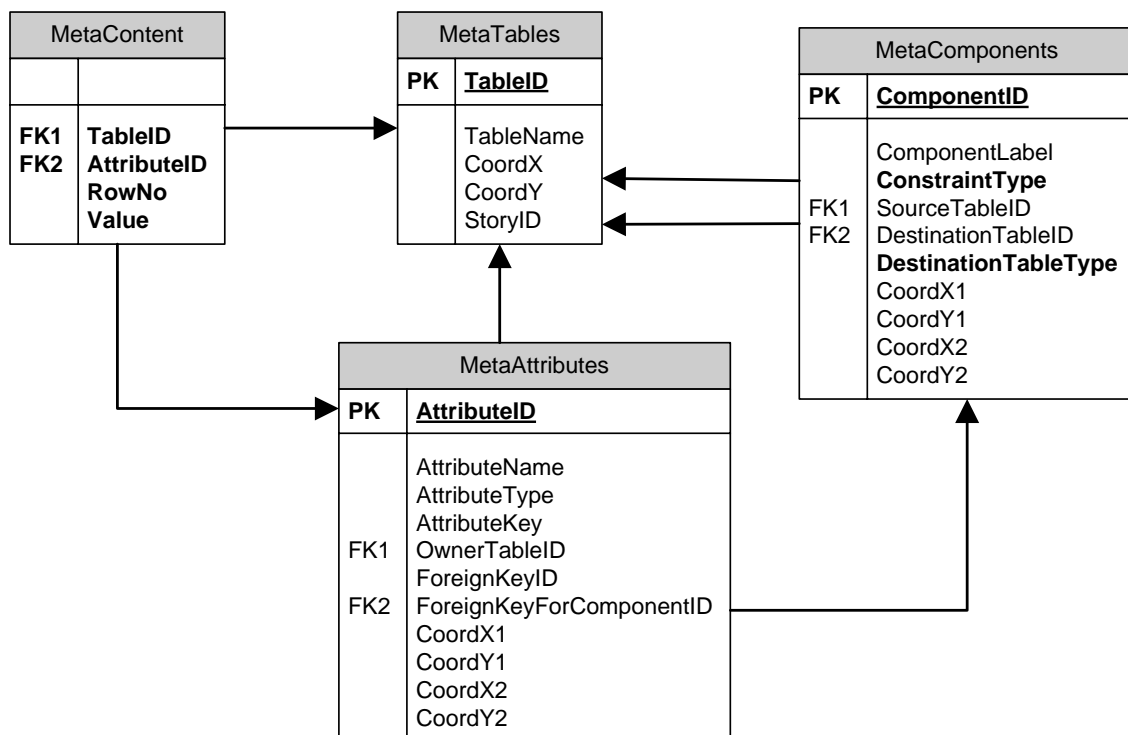 MetaContent
FK1 TableID
FK2 AttributeID
RowNo
Value
MetaTables
PK TableID
TableName
CoordX
CoordY
StoryID
MetaComponents
PK ComponentID
ComponentLabel
ConstraintType
FK1 SourceTableID
FK2 DestinationTableID
DestinationTableType
CoordX1
CoordY1
CoordX2
CoordY2
MetaAttributes
PK AttributeID
AttributeName
AttributeType
AttributeKey
FK1 OwnerTableID
ForeignKeyID
FK2 ForeignKeyForComponentID
CoordX1
CoordY1
CoordX2
CoordY2